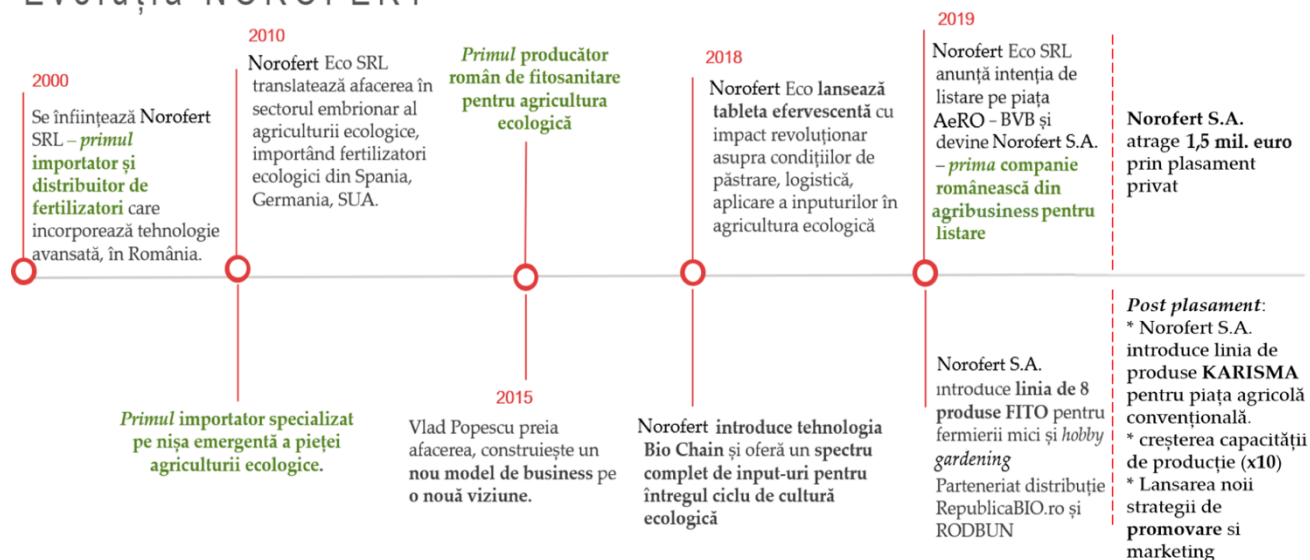 Evoluția NOROFERT
2000
Se înființează Norofert
SRL – primul
importator și
distribuitor de
fertilizatori care
incorporează tehnologie
avansată, în România.
2010
Norofert Eco SRL
translatează afacerea în
sectorul embrionar al
agriculturii ecologice,
importând fertilizatori
ecologici din Spania,
Germania, SUA.
Primul importator specializat
pe nișa emergentă a pieței
agriculturii ecologice.
Primul producător
român de fitosanitare
pentru agricultura
ecologică
2015
Vlad Popescu preia
afacerea, construiește un
nou model de business pe
o nouă viziune.
2018
Norofert Eco lansează
tableta efervescentă cu
impact revoluționar
asupra condițiilor de
păstrare, logistică,
aplicare a inputurilor în
agricultura ecologică
Norofert introduce tehnologia
Bio Chain și oferă un spectru
complet de input-uri pentru
întregul ciclu de cultură
ecologică
2019
Norofert Eco SRL
anunță intenția de
listare pe piața
AeRO – BVB și
devine Norofert S.A.
– prima companie
românească din
agribusiness pentru
listare
Norofert S.A.
introduce linia de 8
produse FITO pentru
fermierii mici și hobby
gardening
Parteneriat distribuție
RepublicaBIO.ro și
RODBUN
Norofert S.A.
atrage 1,5 mil. euro
prin plasament
privat
Post plasament:
* Norofert S.A.
introduce linia de
produse KARISMA
pentru piața agricolă
convențională.
* creșterea capacității
de producție (x10)
* Lansarea noii
strategii de
promovare si
marketing